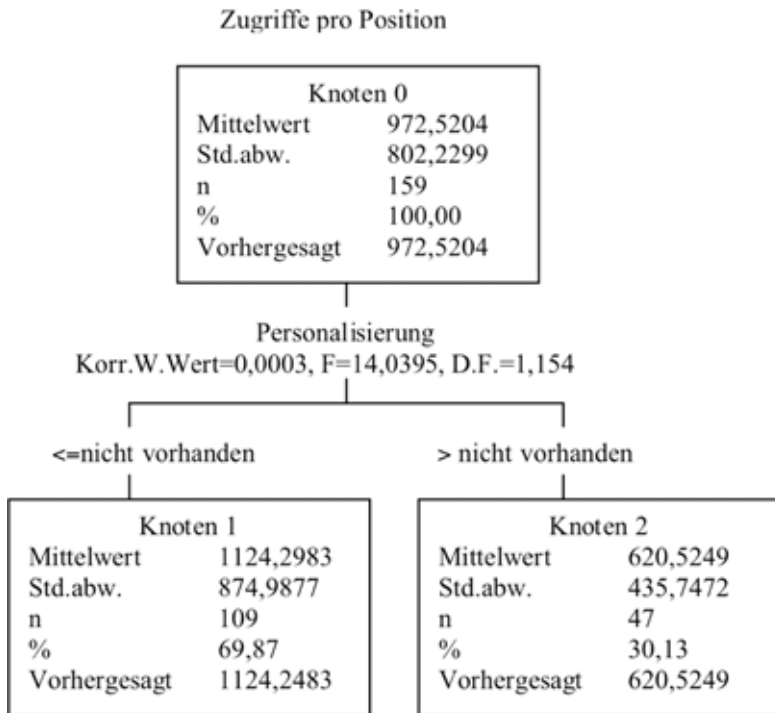 Zugriffe pro Position
Knoten 0
Mittelwert 972,5204
Std.abw. 802,2299
n 159
% 100,00
Vorhergesagt 972,5204
Personalisierung
Korr.W.Wert=0,0003, F=14,0395, D.F.=1,154
<=nicht vorhanden
> nicht vorhanden
Knoten 1
Mittelwert 1124,2983
Std.abw. 874,9877
n 109
% 69,87
Vorhergesagt 1124,2483
Knoten 2
Mittelwert 620,5249
Std.abw. 435,7472
n 47
% 30,13
Vorhergesagt 620,5249